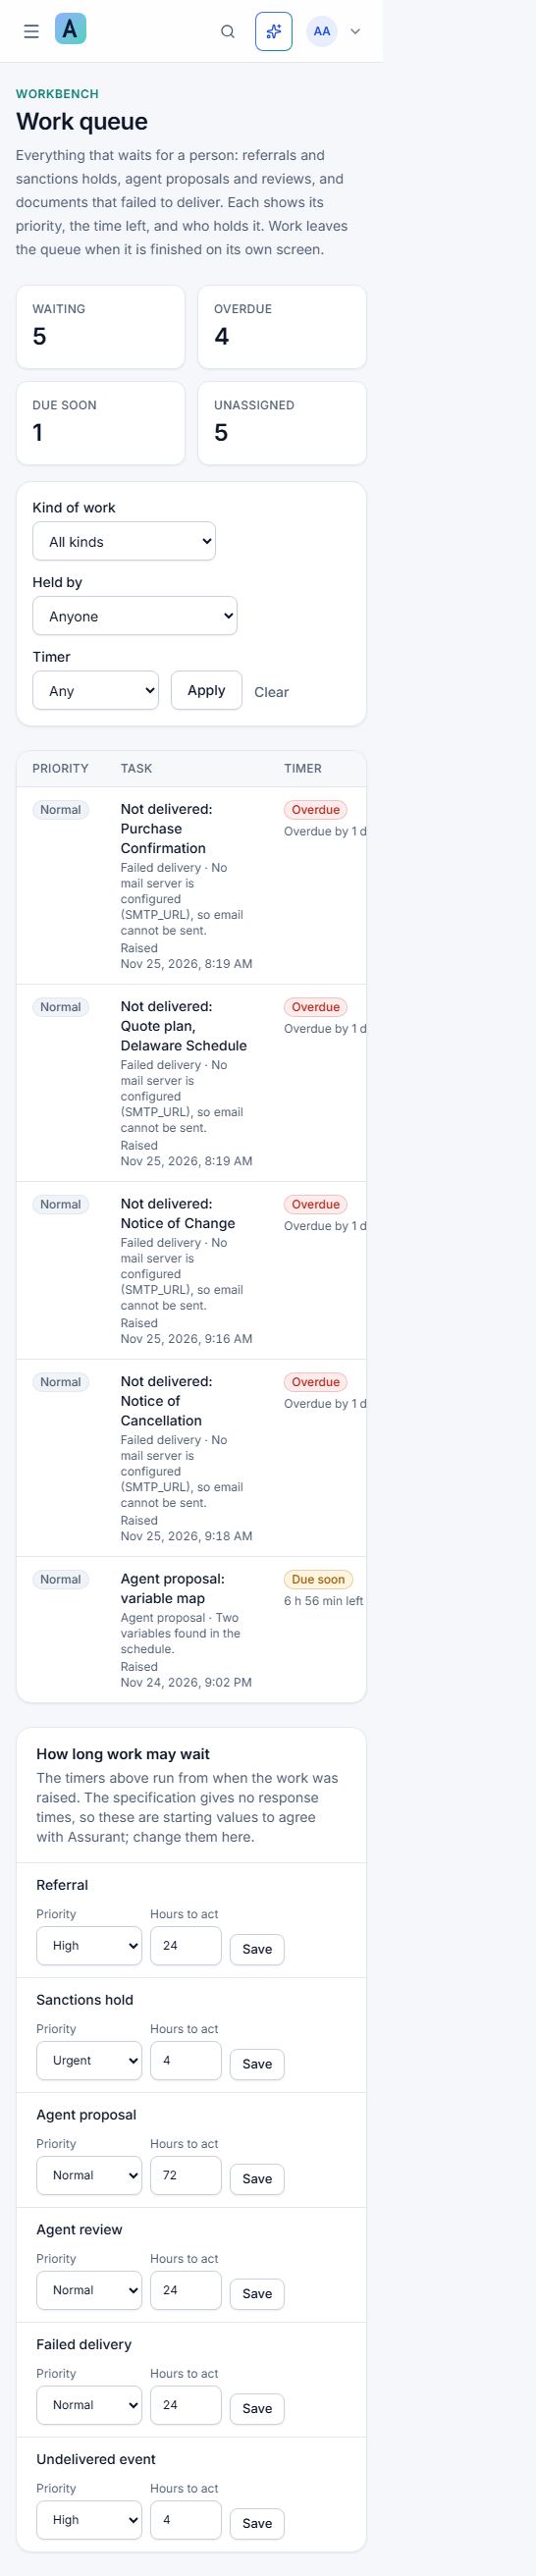 A
AA
WORKBENCH
Work queue
Everything that waits for a person: referrals and
sanctions holds, agent proposals and reviews, and
documents that failed to deliver. Each shows its
priority, the time left, and who holds it. Work leaves
the queue when it is finished on its own screen.
WAITING
5
OVERDUE
4
DUE SOON
1
UNASSIGNED
5
Kind of work
All kinds
Held by
Anyone
Timer
Any
Apply
Clear
PRIORITY TASK TIMER
Normal
Not delivered:
Purchase
Confirmation
Failed delivery · No
mail server is
configured
(SMTP_URL), so email
cannot be sent.
Raised
Nov 25, 2026, 8:19 AM
Overdue
Overdue by 1 d
Normal
Not delivered:
Quote plan,
Delaware Schedule
Failed delivery · No
mail server is
configured
(SMTP_URL), so email
cannot be sent.
Raised
Nov 25, 2026, 8:19 AM
Overdue
Overdue by 1 d
Normal
Not delivered:
Notice of Change
Failed delivery · No
mail server is
configured
(SMTP_URL), so email
cannot be sent.
Raised
Nov 25, 2026, 9:16 AM
Overdue
Overdue by 1 d
Normal
Not delivered:
Notice of
Cancellation
Failed delivery · No
mail server is
configured
(SMTP_URL), so email
cannot be sent.
Raised
Nov 25, 2026, 9:18 AM
Overdue
Overdue by 1 d
Normal
Agent proposal:
variable map
Agent proposal · Two
variables found in the
schedule.
Raised
Nov 24, 2026, 9:02 PM
Due soon
6 h 56 min left
How long work may wait
The timers above run from when the work was
raised. The specification gives no response
times, so these are starting values to agree
with Assurant; change them here.
Referral
Priority Hours to act
High 24 Save
Sanctions hold
Priority Hours to act
Urgent 4 Save
Agent proposal
Priority Hours to act
Normal 72 Save
Agent review
Priority Hours to act
Normal 24 Save
Failed delivery
Priority Hours to act
Normal 24 Save
Undelivered event
Priority Hours to act
High 4 Save